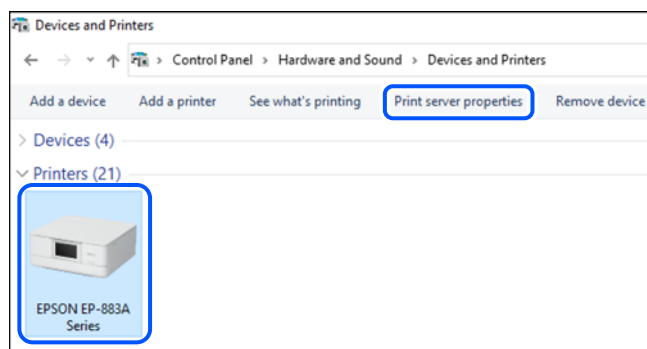 Devices and Printers
Control Panel > Hardware and Sound > Devices and Printers
Add a device Add a printer See what's printing Print server properties Remove device
Devices (4)
Printers (21)
EPSON EP-883A
Series